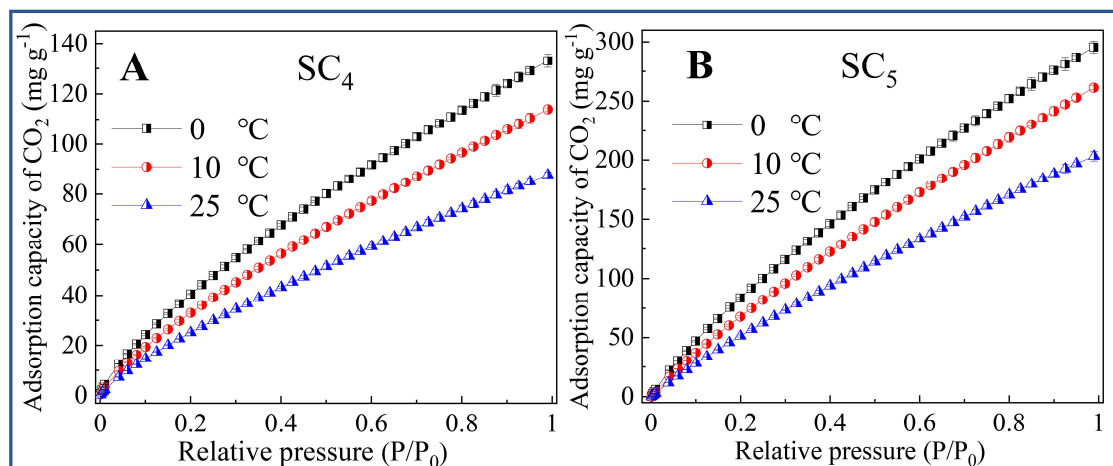 A
SC₄
0 °C
10 °C
25 °C
Adsorption capacity of CO₂ (mg g⁻¹)
140
120
100
80
60
40
20
0
0 0.2 0.4 0.6 0.8 1
Relative pressure (P/P₀)
B
SC₅
0 °C
10 °C
25 °C
Adsorption capacity of CO₂ (mg g⁻¹)
300
250
200
150
100
50
0
0 0.2 0.4 0.6 0.8 1
Relative pressure (P/P₀)